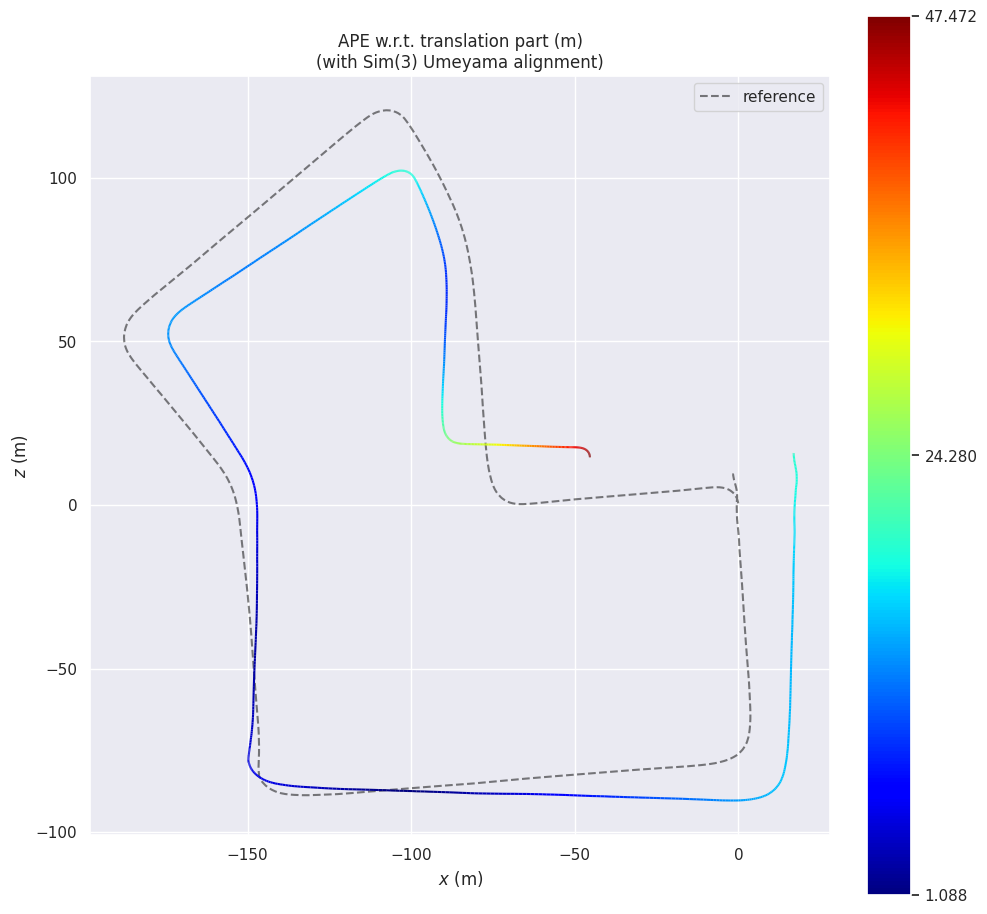 APE w.r.t. translation part (m)
(with Sim(3) Umeyama alignment)
reference
47.472
24.280
1.088
100
50
0
−50
−100
z (m)
−150
−100
−50
0
x (m)